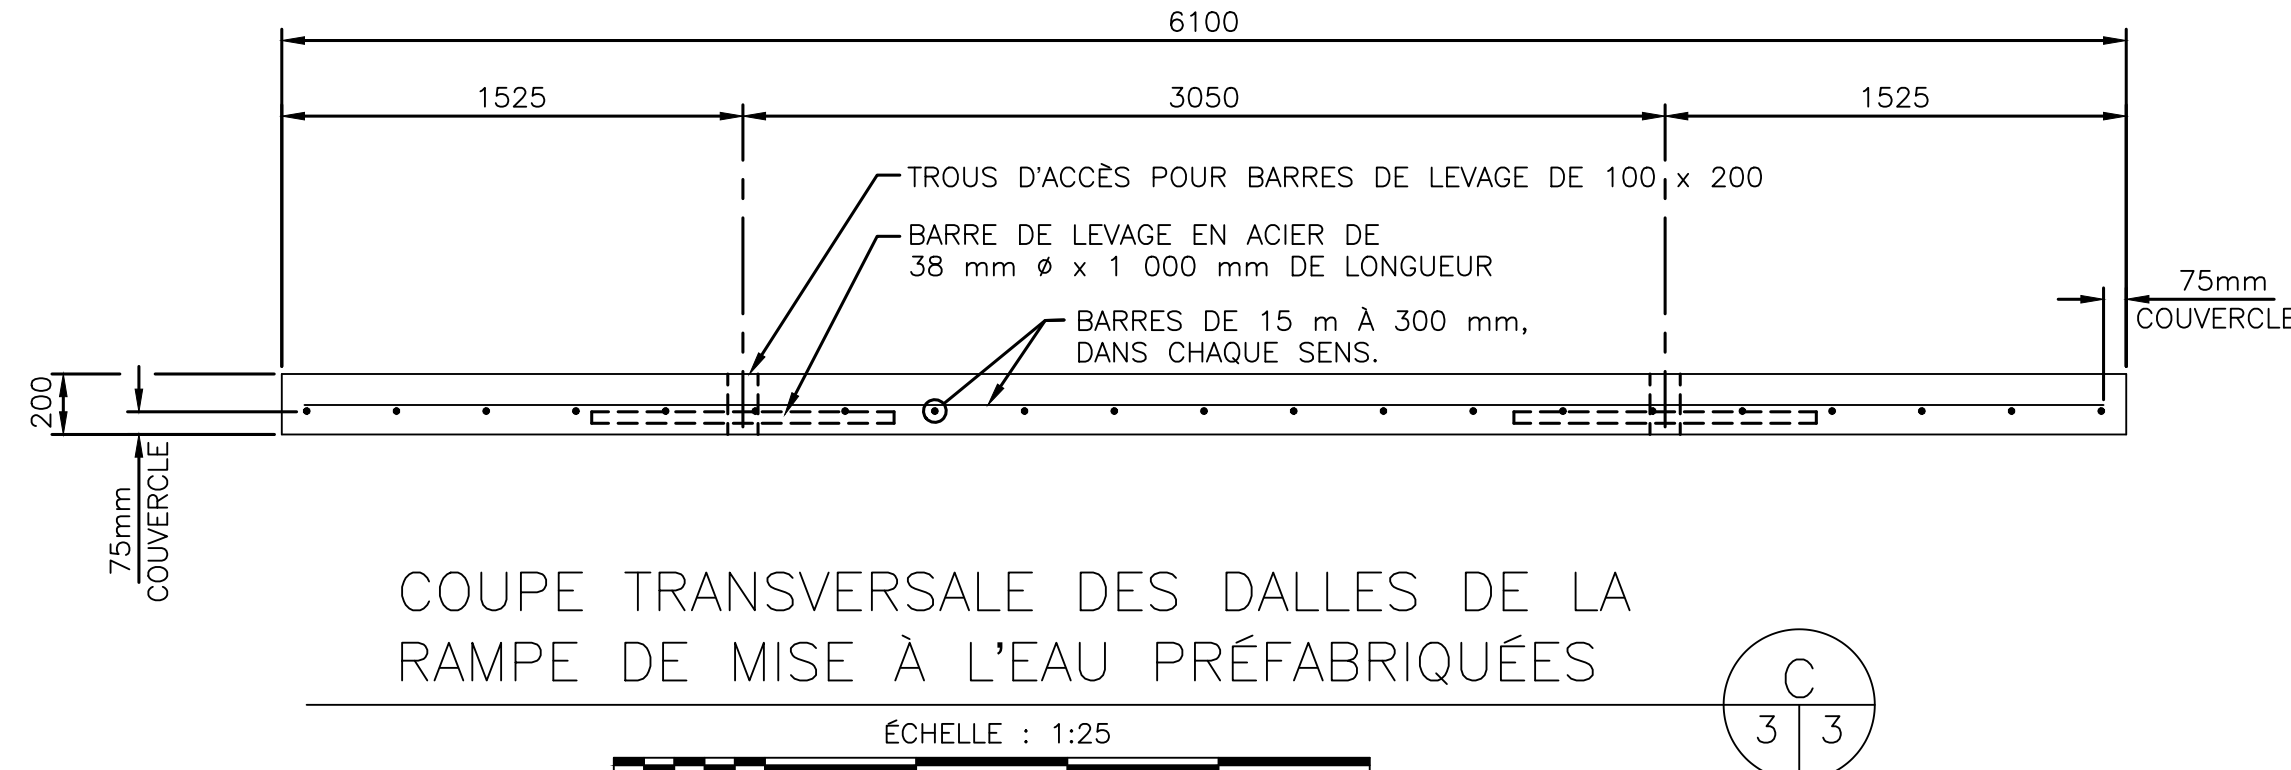 6100
1525
3050
1525
TROUS D'ACCÈS POUR BARRES DE LEVAGE DE 100 x 200
BARRE DE LEVAGE EN ACIER DE
38 mm ø x 1 000 mm DE LONGUEUR
75mm
COUVERCLE
BARRES DE 15 m À 300 mm,
DANS CHAQUE SENS.
200
75mm
COUVERCLE
COUPE TRANSVERSALE DES DALLES DE LA
RAMPE DE MISE À L'EAU PRÉFABRIQUÉES
C
3 3
ÉCHELLE : 1:25